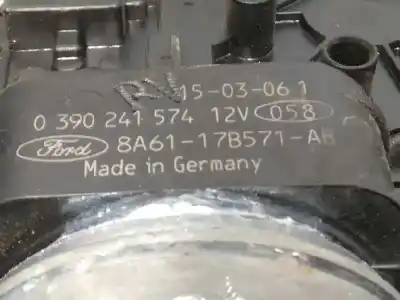 15-03-06 1
0 390 241 574 12V 058
Ford 8A61-17B571-AB
Made in Germany